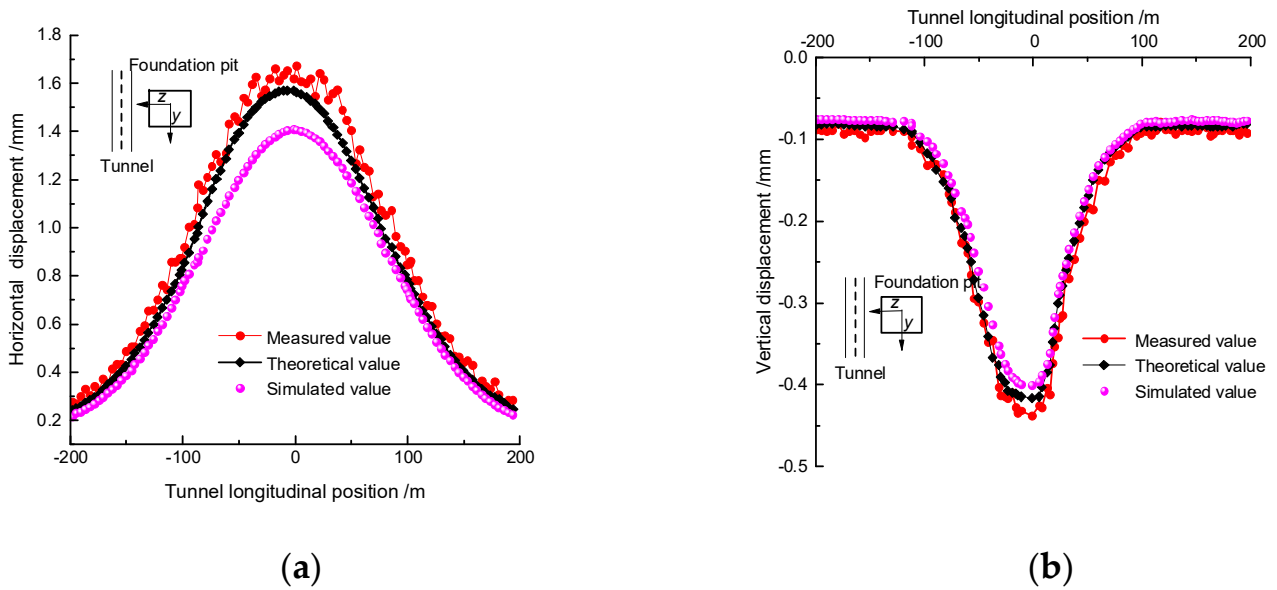 1.8
1.6
1.4
1.2
1.0
0.8
0.6
0.4
0.2
Horizontal displacement /mm
Foundation pit
z
y
Tunnel
Measured value
Theoretical value
Simulated value
-200 -100 0 100 200
Tunnel longitudinal position /m
(a)
Tunnel longitudinal position /m
-200 -100 0 100 200
0.0
-0.1
-0.2
-0.3
-0.4
-0.5
Vertical displacement /mm
Foundation pit
z
y
Tunnel
Measured value
Theoretical value
Simulated value
(b)